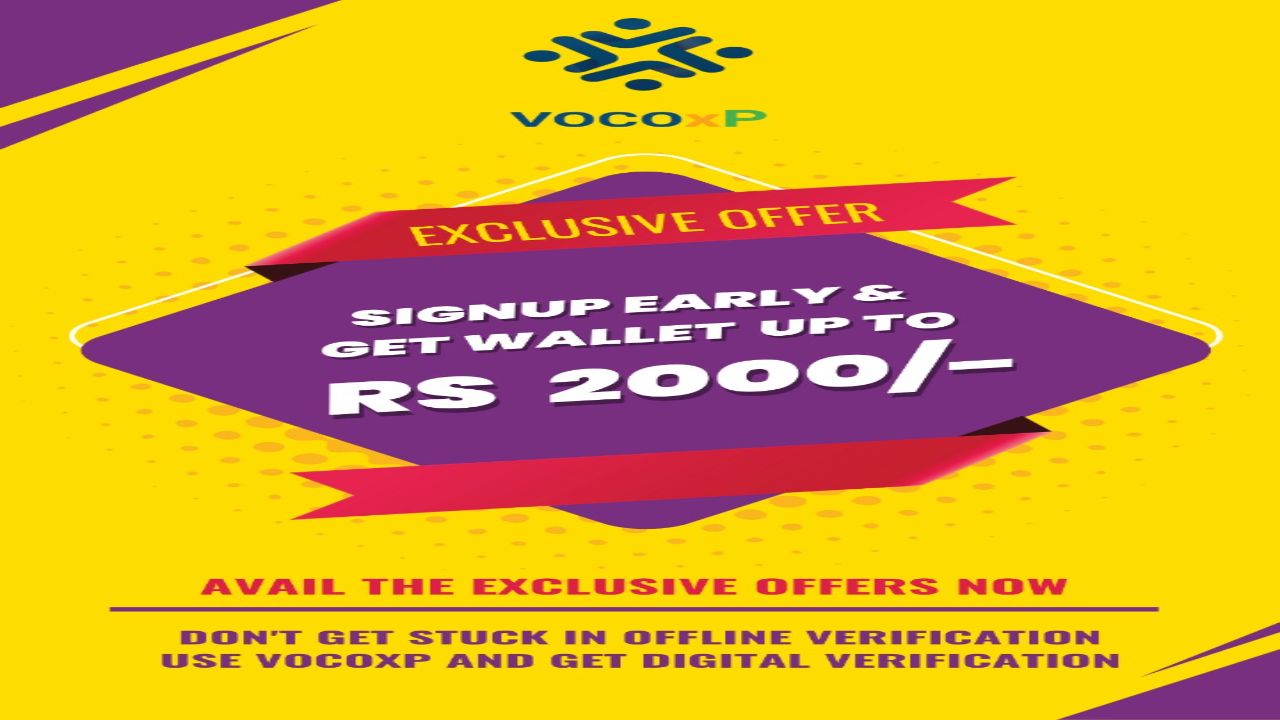 VOCOxP
EXCLUSIVE OFFER
SIGNUP EARLY &
GET WALLET UP TO
RS 2000/-
AVAIL THE EXCLUSIVE OFFERS NOW
DON'T GET STUCK IN OFFLINE VERIFICATION
USE VOCOXP AND GET DIGITAL VERIFICATION